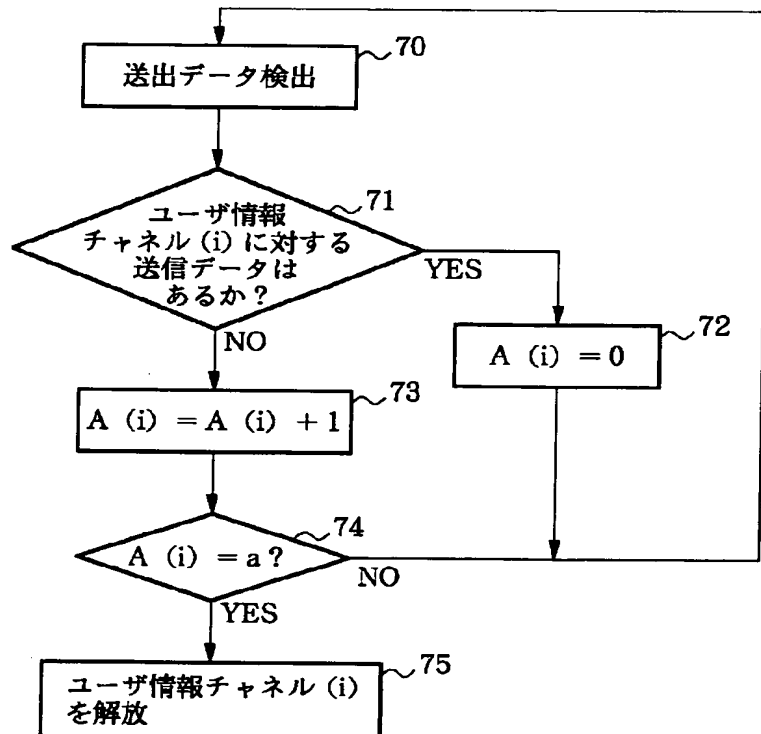 70
送出データ検出
71
ユーザ情報
チャネル (i) に対する
送信データは
あるか？
YES
NO
72
A (i) = 0
73
A (i) = A (i) + 1
74
A (i) = a ?
NO
YES
75
ユーザ情報チャネル (i)
を解放